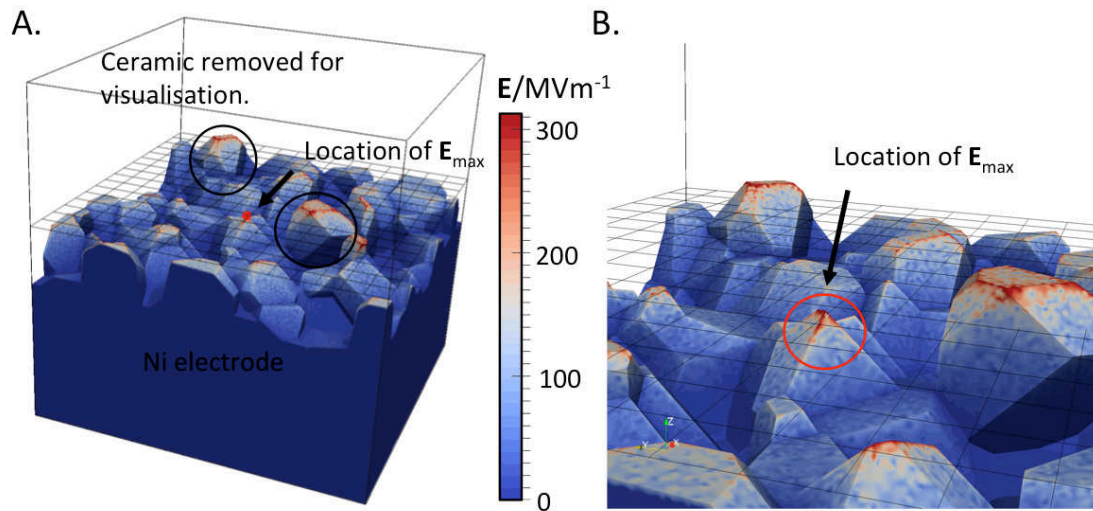 A.
Ceramic removed for
visualisation.
Location of Emax
Ni electrode
E/MVm-1
300
200
100
0
B.
Location of Emax
Z
Y
X